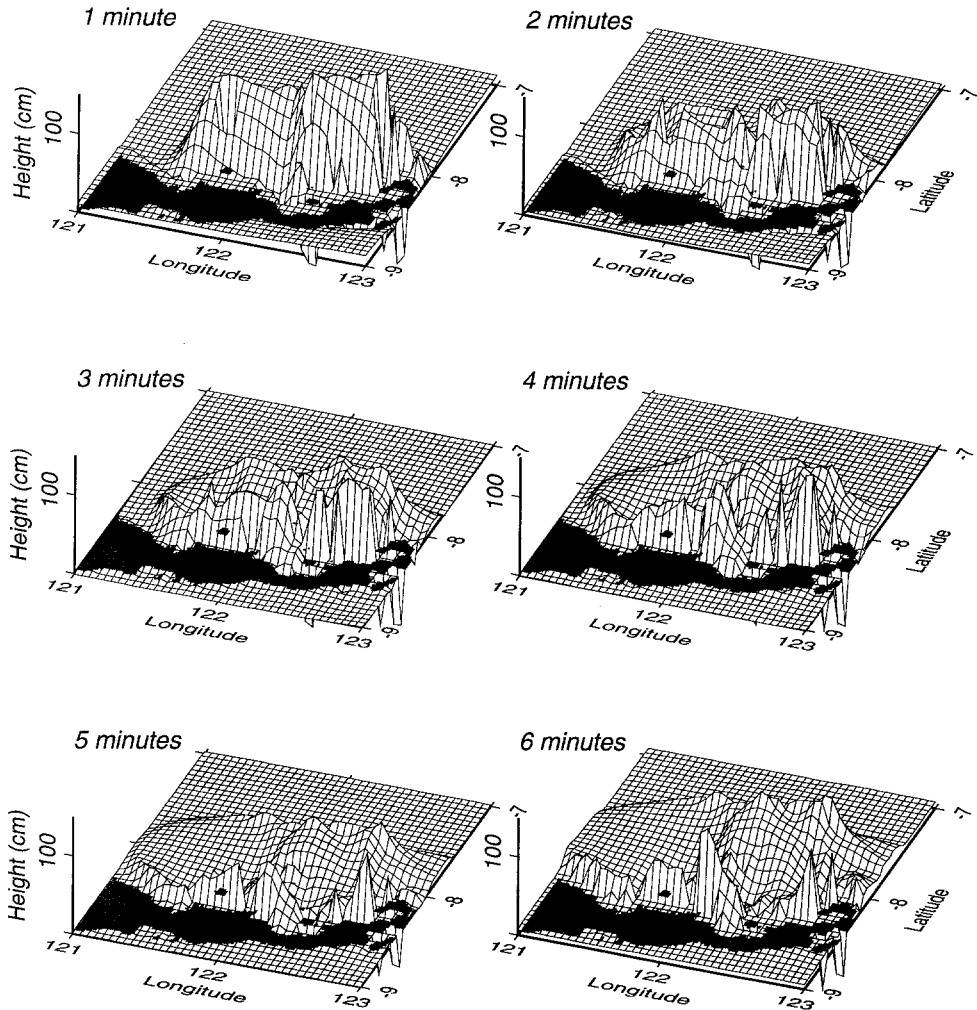 1 minute
Height (cm)
100
121
122
123
Longitude
-7
-8
-9
2 minutes
100
121
122
123
Longitude
-7
-8
-9
Latitude
3 minutes
Height (cm)
100
121
122
123
Longitude
-7
-8
-9
4 minutes
100
121
122
123
Longitude
-7
-8
-9
Latitude
5 minutes
Height (cm)
100
121
122
123
Longitude
-7
-8
-9
6 minutes
100
121
122
123
Longitude
-7
-8
-9
Latitude